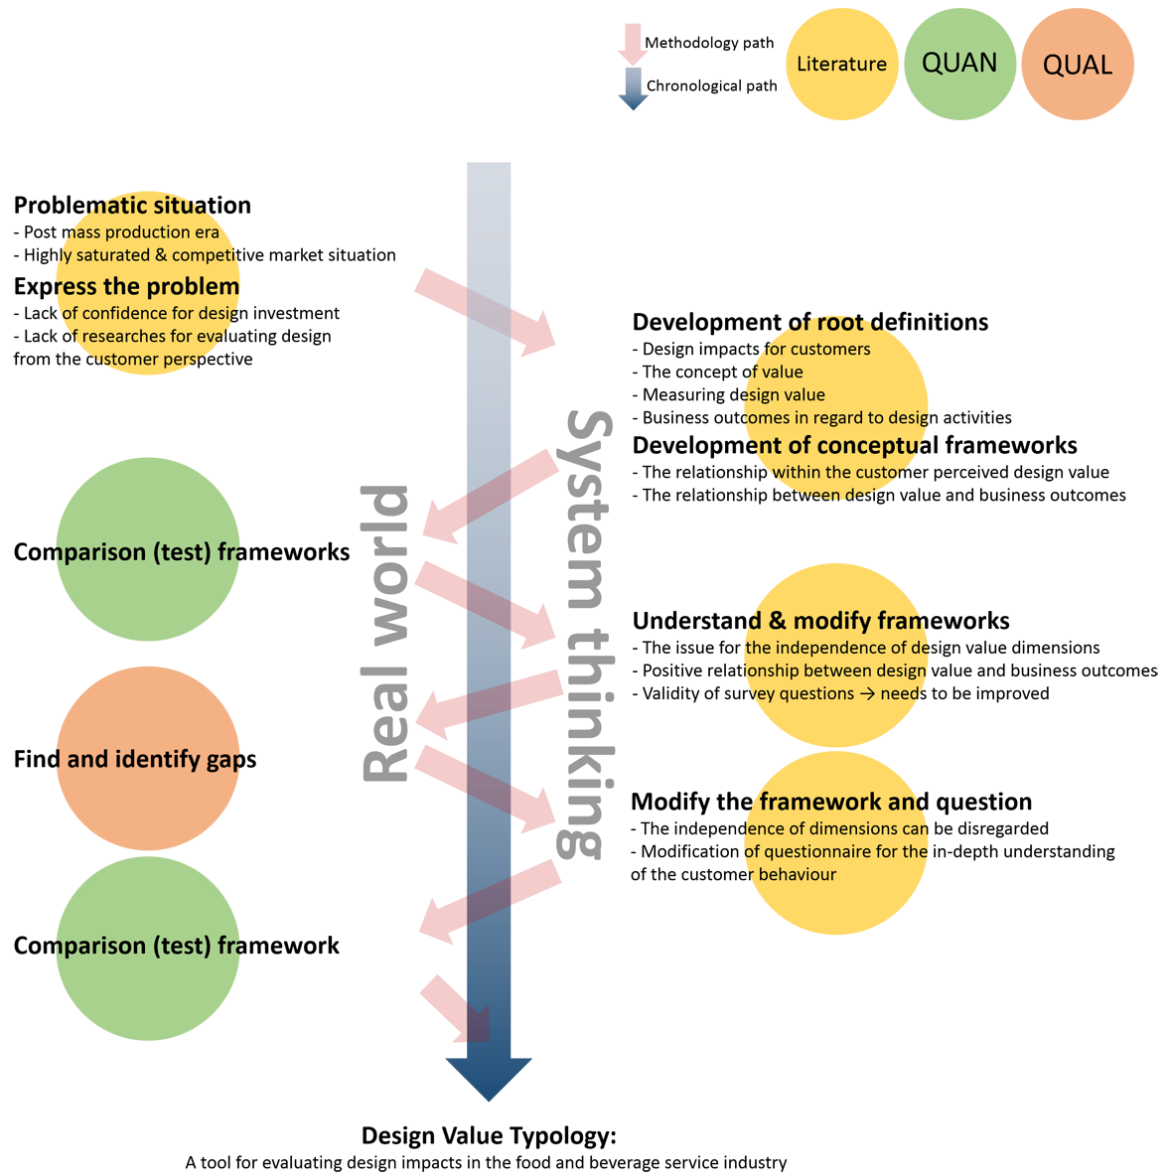 Methodology path
Chronological path
Literature
QUAN
QUAL
Problematic situation
- Post mass production era
- Highly saturated & competitive market situation
Express the problem
- Lack of confidence for design investment
- Lack of researches for evaluating design
from the customer perspective
Development of root definitions
- Design impacts for customers
- The concept of value
- Measuring design value
- Business outcomes in regard to design activities
Development of conceptual frameworks
- The relationship within the customer perceived design value
- The relationship between design value and business outcomes
Real world
System thinking
Comparison (test) frameworks
Understand & modify frameworks
- The issue for the independence of design value dimensions
- Positive relationship between design value and business outcomes
- Validity of survey questions → needs to be improved
Find and identify gaps
Modify the framework and question
- The independence of dimensions can be disregarded
- Modification of questionnaire for the in-depth understanding
of the customer behaviour
Comparison (test) framework
Design Value Typology:
A tool for evaluating design impacts in the food and beverage service industry